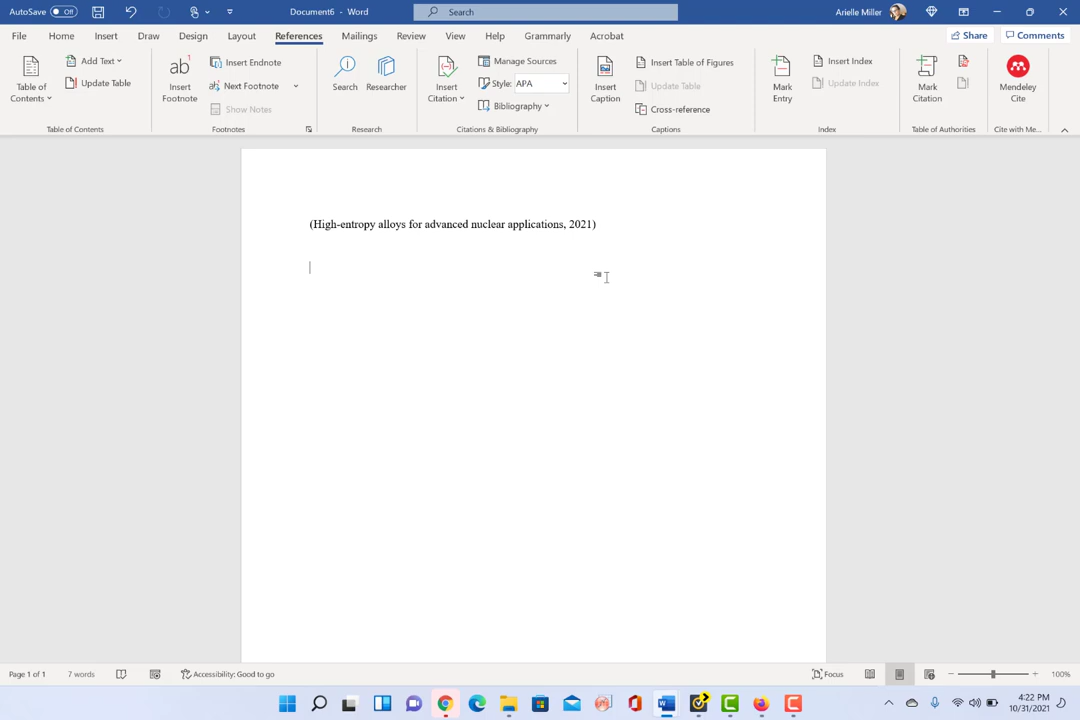 AutoSave Off Document6 - Word Search Arielle Miller
File Home Insert Draw Design Layout References Mailings Review View Help Grammarly Acrobat Share Comments
Table of Contents
Add Text
Update Table
Table of Contents
ab1
Insert Footnote
Insert Endnote
Next Footnote
Show Notes
Footnotes
Search
Researcher
Research
Insert Citation
Manage Sources
Style: APA
Bibliography
Citations & Bibliography
Insert Caption
Insert Table of Figures
Update Table
Cross-reference
Captions
Mark Entry
Insert Index
Update Index
Index
Mark Citation
Table of Authorities
Mendeley Cite
Cite with Me...
(High-entropy alloys for advanced nuclear applications, 2021)
Page 1 of 1 7 words Accessibility: Good to go Focus 100%
4:22 PM
10/31/2021